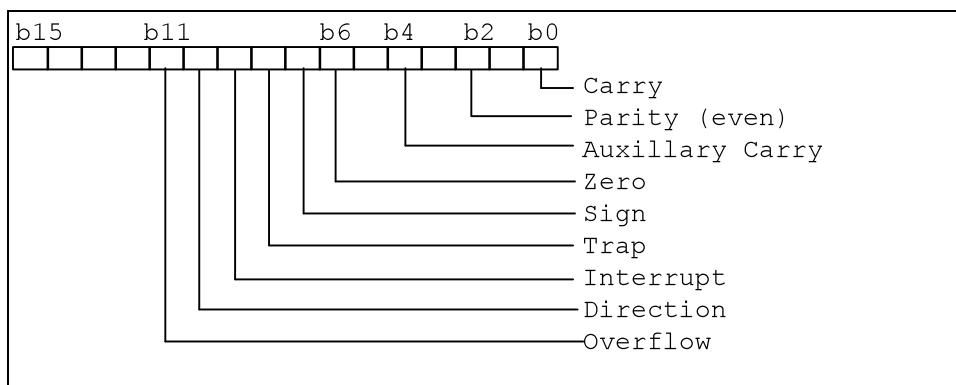 b15 b11 b6 b4 b2 b0
Carry
Parity (even)
Auxillary Carry
Zero
Sign
Trap
Interrupt
Direction
Overflow